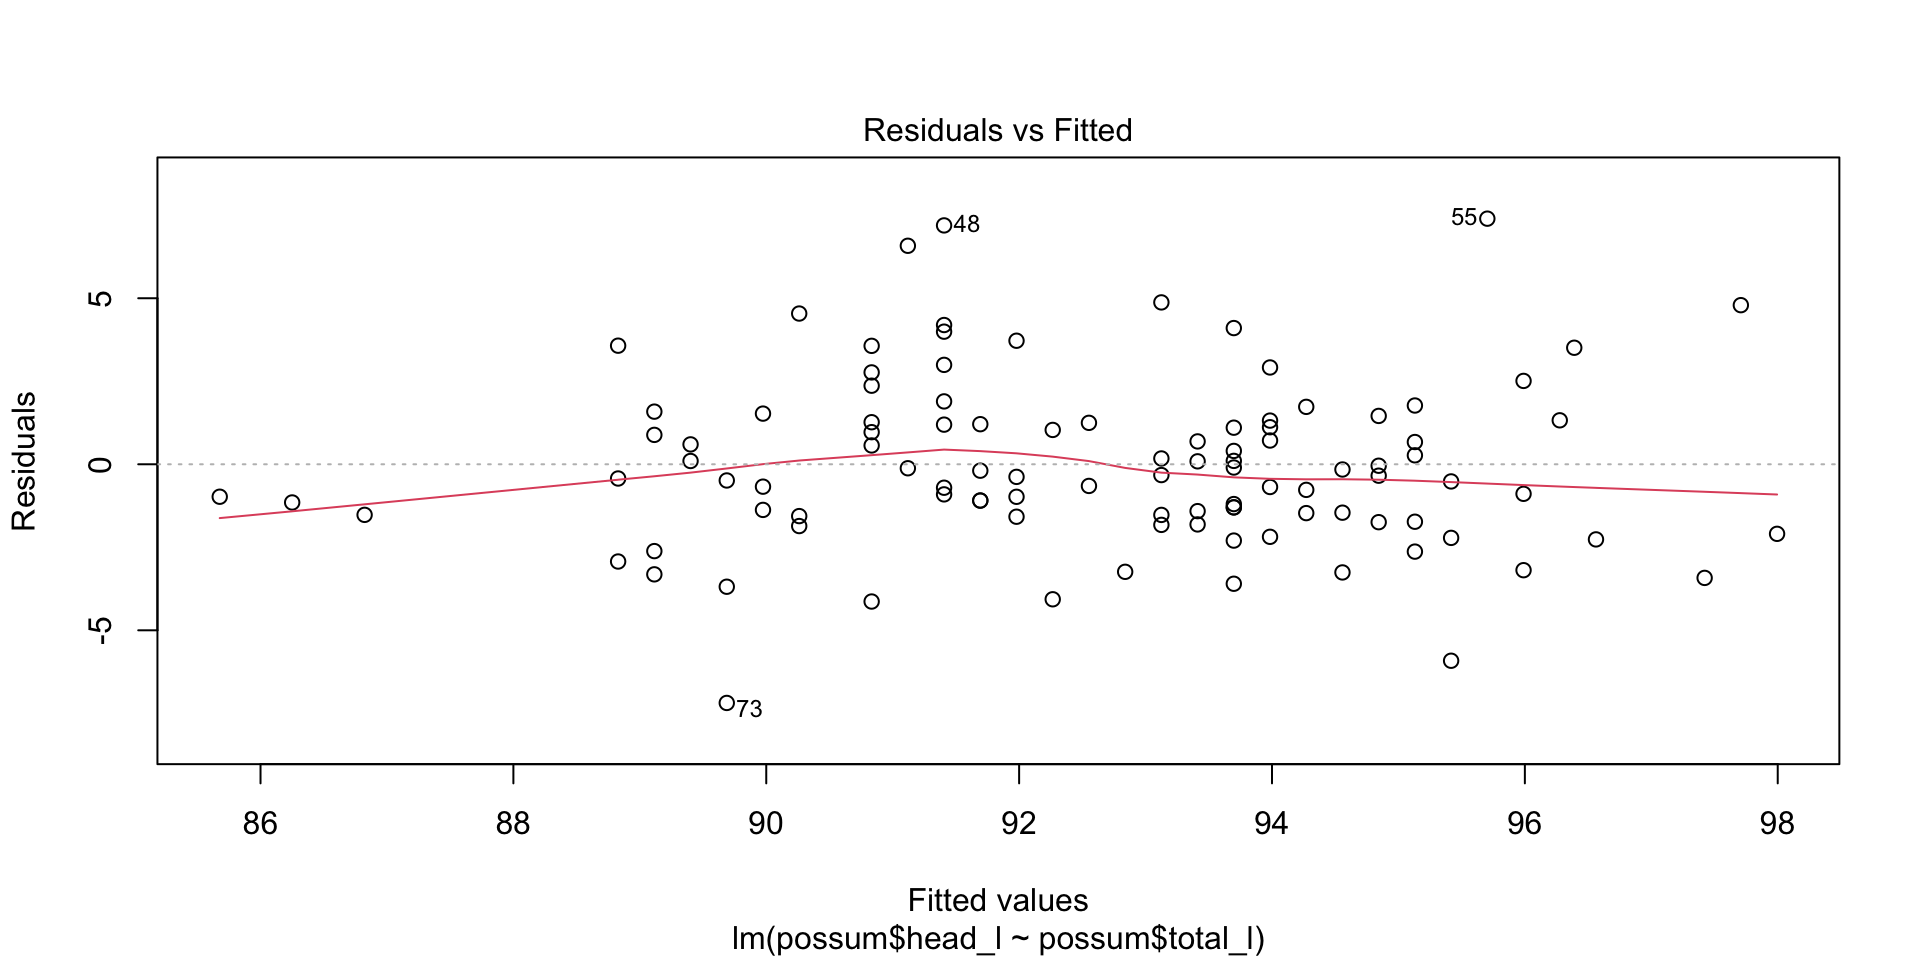 Residuals vs Fitted
Residuals
5
0
-5
48
55
73
86 88 90 92 94 96 98
Fitted values
lm(possum$head_l ~ possum$total_l)